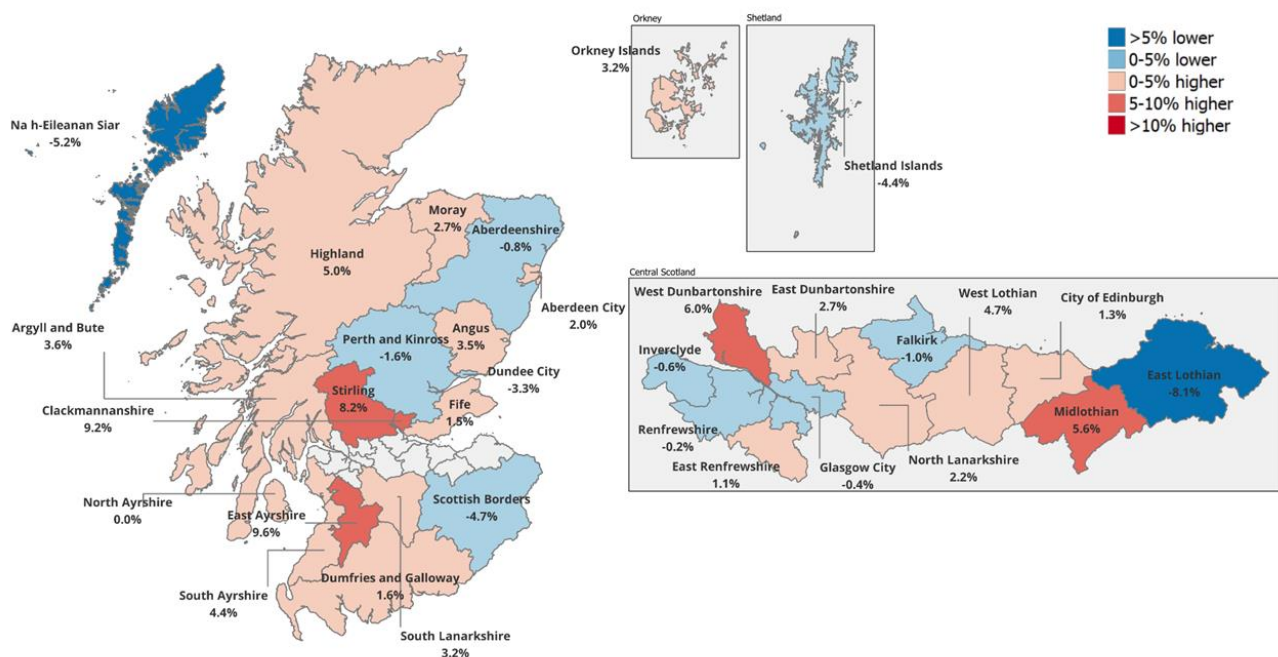 Orkney
Shetland
Orkney Islands
3.2%
Shetland Islands
-4.4%
>5% lower
0-5% lower
0-5% higher
5-10% higher
>10% higher
Na h-Eileanan Siar
-5.2%
Moray
2.7%
Aberdeenshire
-0.8%
Highland
5.0%
Aberdeen City
2.0%
Argyll and Bute
3.6%
Angus
3.5%
Perth and Kinross
-1.6%
Dundee City
-3.3%
Stirling
8.2%
Clackmannanshire
9.2%
Fife
1.5%
North Ayrshire
0.0%
East Ayrshire
9.6%
Scottish Borders
-4.7%
South Ayrshire
4.4%
Dumfries and Galloway
1.6%
South Lanarkshire
3.2%
Central Scotland
West Dunbartonshire
6.0%
East Dunbartonshire
2.7%
West Lothian
4.7%
City of Edinburgh
1.3%
Inverclyde
-0.6%
Falkirk
-1.0%
East Lothian
-8.1%
Midlothian
5.6%
Renfrewshire
-0.2%
East Renfrewshire
1.1%
Glasgow City
-0.4%
North Lanarkshire
2.2%